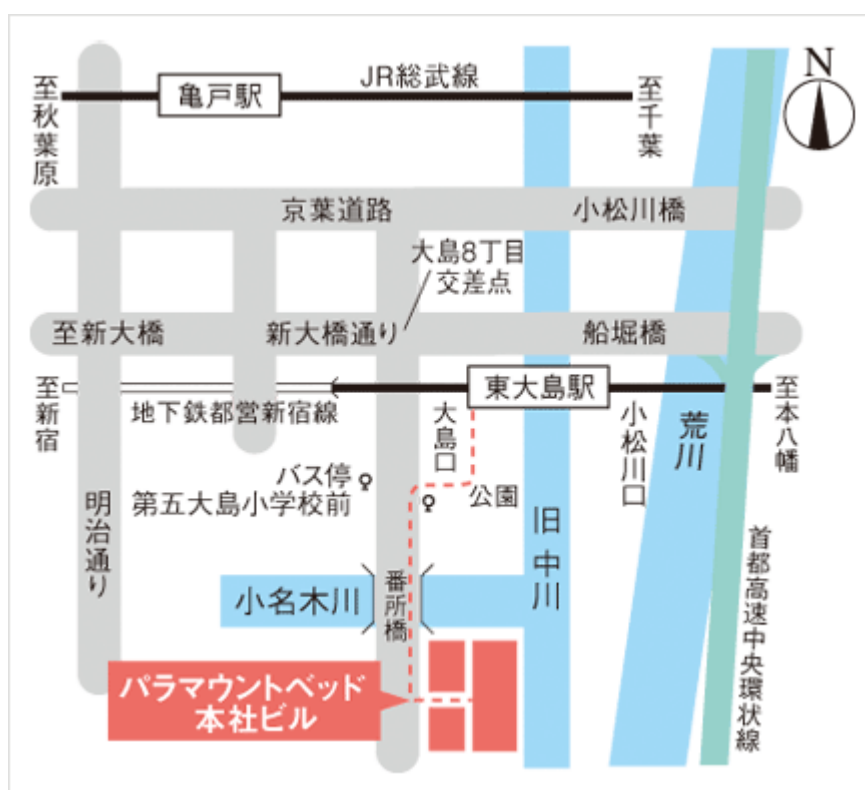 JR総武線
N
亀戸駅
至秋葉原
至千葉
京葉道路
小松川橋
大島8丁目
交差点
至新大橋
新大橋通り
船堀橋
東大島駅
至新宿
地下鉄都営新宿線
大島口
小松川口
荒川
至本八幡
バス停
第五大島小学校前
公園
明治通り
旧中川
首都高速中央環状線
小名木川
番所橋
パラマウントベッド
本社ビル